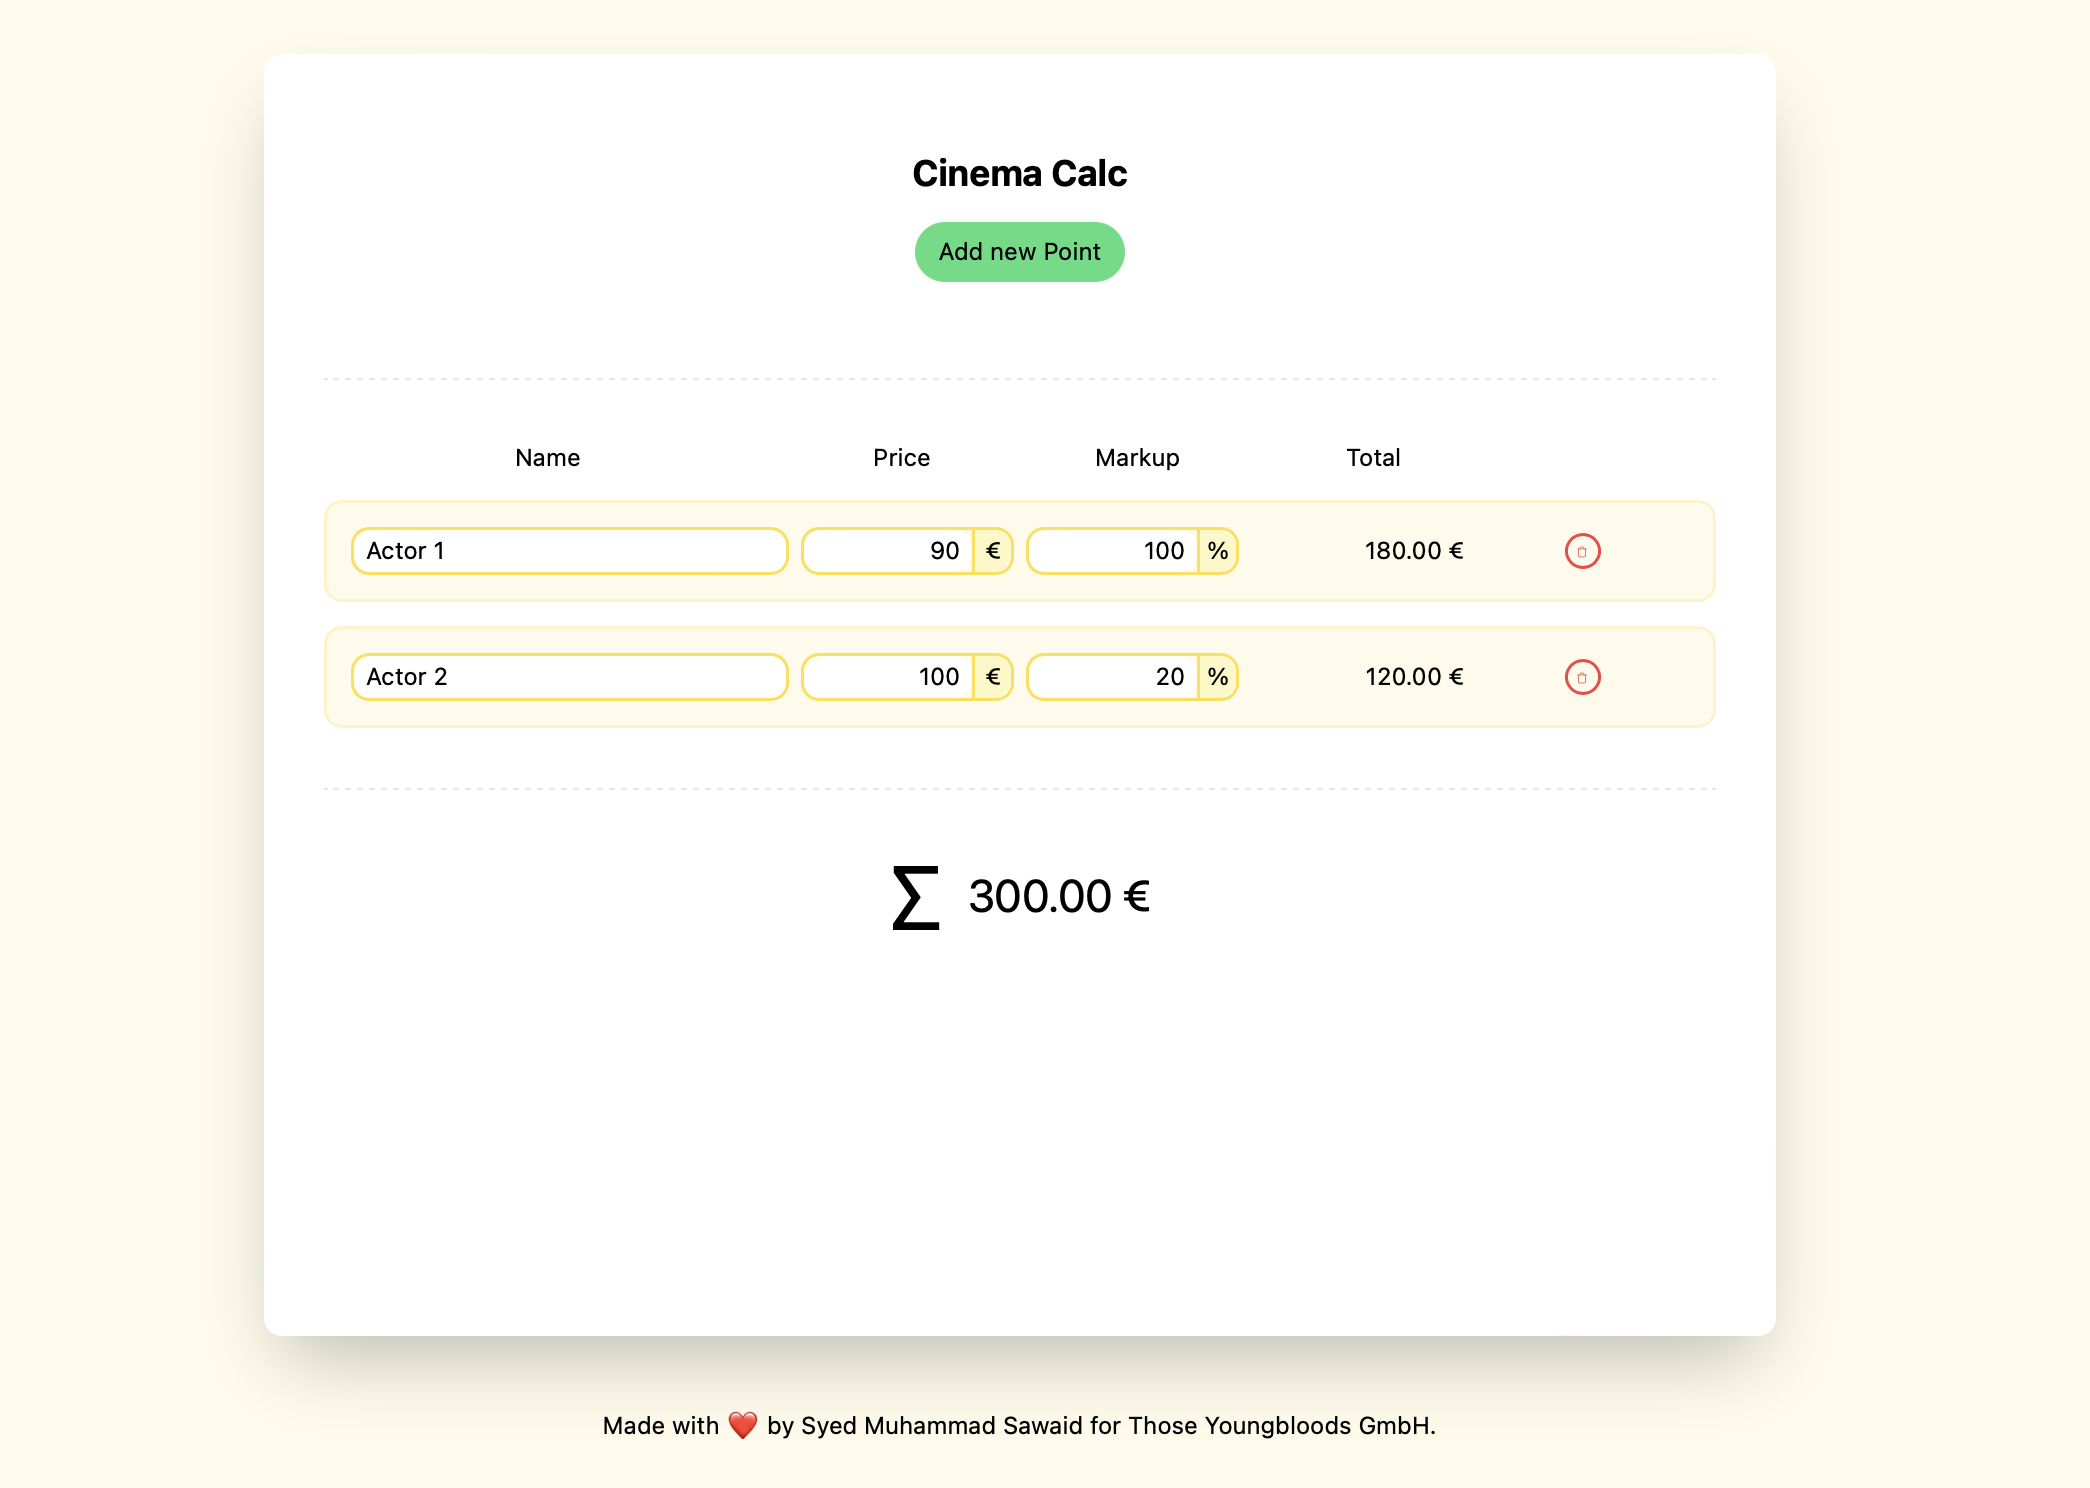 Cinema Calc
Add new Point
Name Price Markup Total
Actor 1 90 € 100 % 180.00 €
Actor 2 100 € 20 % 120.00 €
Σ 300.00 €
Made with ❤️ by Syed Muhammad Sawaid for Those Youngbloods GmbH.